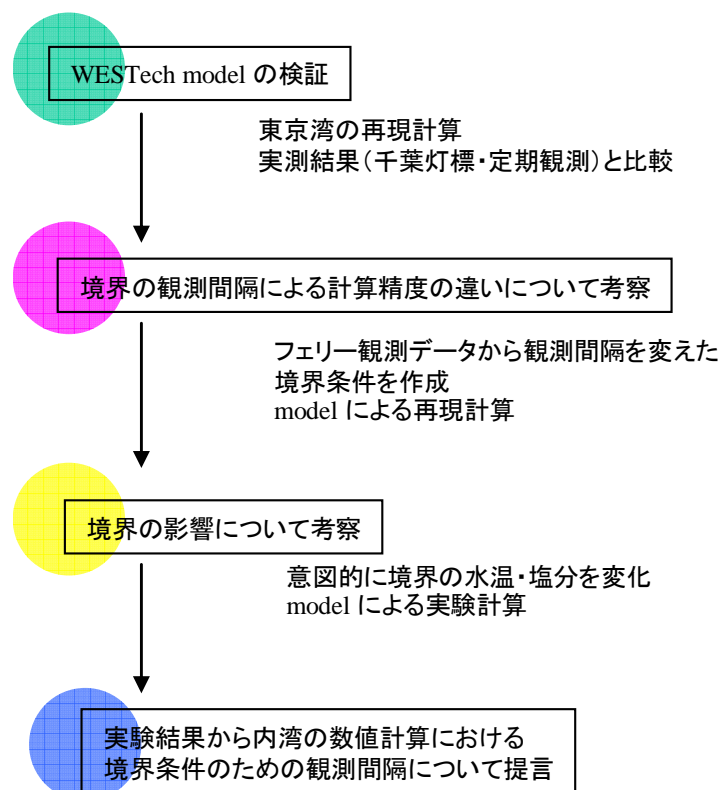 WESTech model の検証
東京湾の再現計算
実測結果(千葉灯標・定期観測)と比較
境界の観測間隔による計算精度の違いについて考察
フェリー観測データから観測間隔を変えた
境界条件を作成
model による再現計算
境界の影響について考察
意図的に境界の水温・塩分を変化
model による実験計算
実験結果から内湾の数値計算における
境界条件のための観測間隔について提言